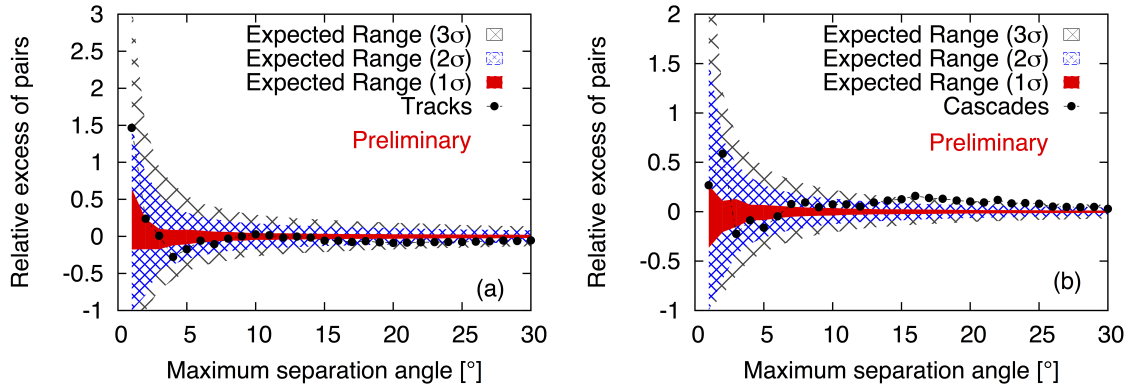 3
2.5
2
1.5
1
0.5
0
-0.5
-1
Relative excess of pairs
Expected Range (3σ)
Expected Range (2σ)
Expected Range (1σ)
Tracks
Preliminary
(a)
0 5 10 15 20 25 30
Maximum separation angle [°]
2
1.5
1
0.5
0
-0.5
-1
Relative excess of pairs
Expected Range (3σ)
Expected Range (2σ)
Expected Range (1σ)
Cascades
Preliminary
(b)
0 5 10 15 20 25 30
Maximum separation angle [°]